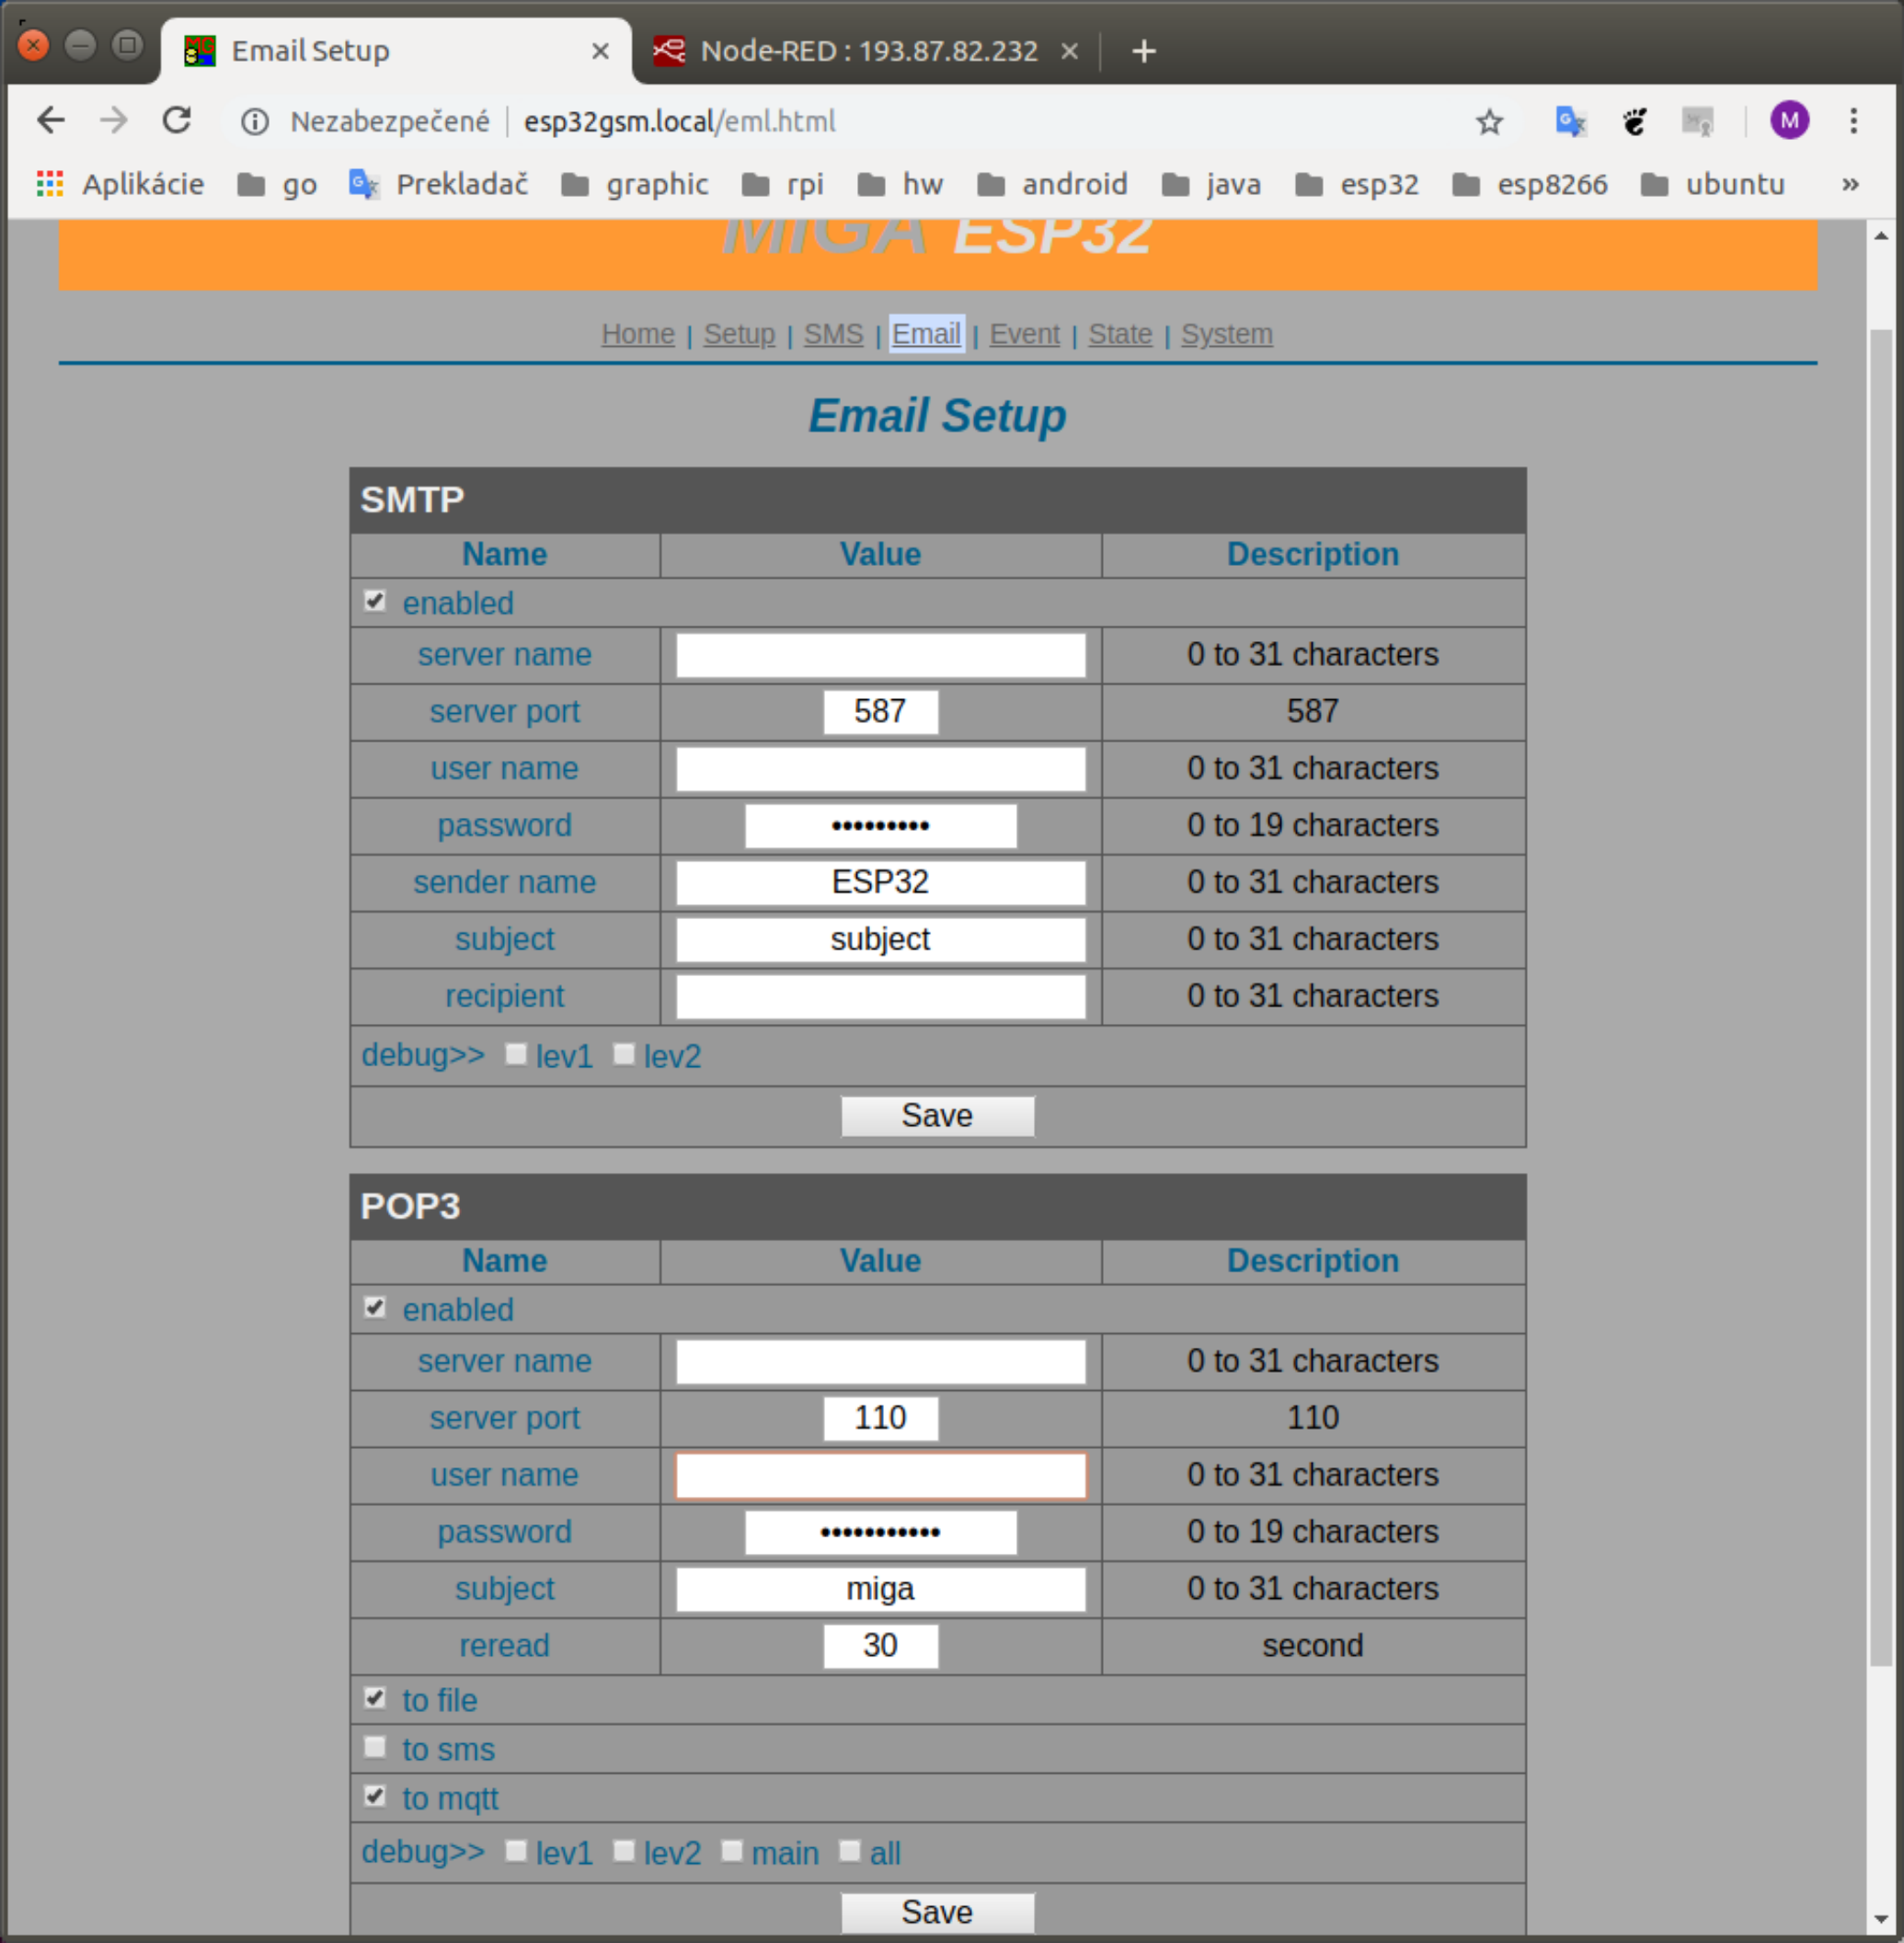 Email Setup
Node-RED : 193.87.82.232
Nezabezpečené | esp32gsm.local/eml.html
M
Aplikácie go Prekladač graphic rpi hw android java esp32 esp8266 ubuntu »
MIGA ESP32
Home | Setup | SMS | Email | Event | State | System
Email Setup
SMTP
Name Value Description
enabled
server name 0 to 31 characters
server port 587 587
user name 0 to 31 characters
password ••••••••• 0 to 19 characters
sender name ESP32 0 to 31 characters
subject subject 0 to 31 characters
recipient 0 to 31 characters
debug>> lev1 lev2
Save
POP3
Name Value Description
enabled
server name 0 to 31 characters
server port 110 110
user name 0 to 31 characters
password ••••••••••• 0 to 19 characters
subject miga 0 to 31 characters
reread 30 second
to file
to sms
to mqtt
debug>> lev1 lev2 main all
Save